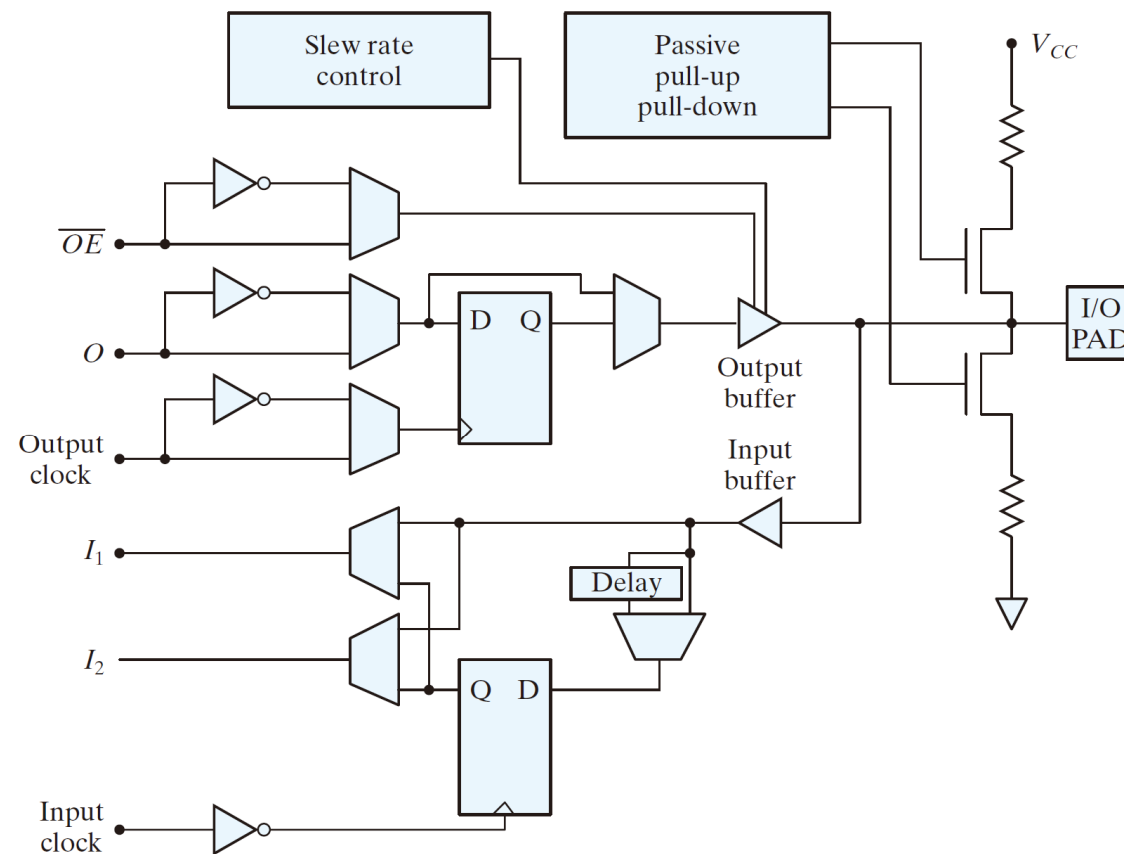 Slew rate
control
Passive
pull-up
pull-down
V_CC
\overline{OE}
D Q
O
I/O
PAD
Output
buffer
Output
clock
Input
buffer
I_1
Delay
I_2
Q D
Input
clock